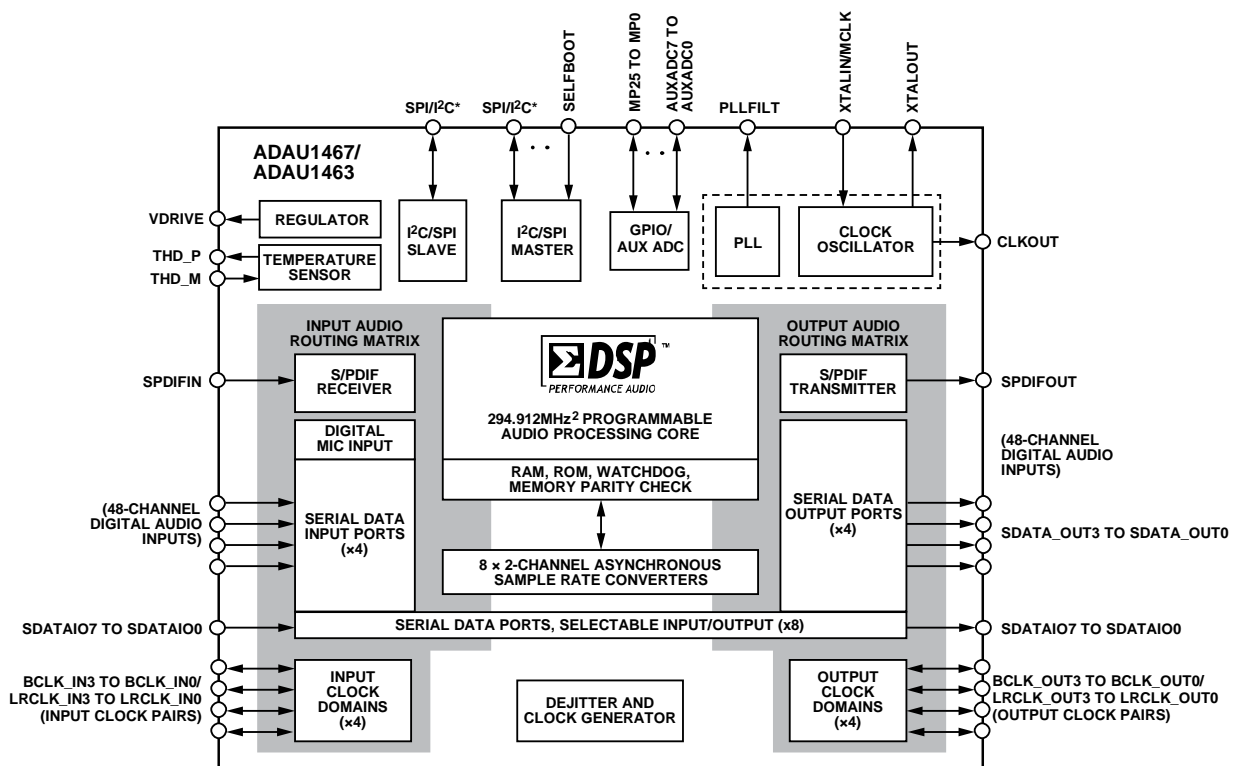 SPI/I²C*
SPI/I²C*
SELFBOOT
MP25 TO MP0
AUXADC7 TO
AUXADC0
PLLFILT
XTALIN/MCLK
XTALOUT
ADAU1467/
ADAU1463
VDRIVE
REGULATOR
THD_P
THD_M
TEMPERATURE
SENSOR
I²C/SPI
SLAVE
I²C/SPI
MASTER
GPIO/
AUX ADC
PLL
CLOCK
OSCILLATOR
CLKOUT
INPUT AUDIO
ROUTING MATRIX
OUTPUT AUDIO
ROUTING MATRIX
SPDIFIN
S/PDIF
RECEIVER
ΣDSP™
PERFORMANCE AUDIO
294.912MHz² PROGRAMMABLE
AUDIO PROCESSING CORE
S/PDIF
TRANSMITTER
SPDIFOUT
DIGITAL
MIC INPUT
RAM, ROM, WATCHDOG,
MEMORY PARITY CHECK
(48-CHANNEL
DIGITAL AUDIO
INPUTS)
(48-CHANNEL
DIGITAL AUDIO
INPUTS)
SERIAL DATA
INPUT PORTS
(×4)
SERIAL DATA
OUTPUT PORTS
(×4)
SDATA_OUT3 TO SDATA_OUT0
8 × 2-CHANNEL ASYNCHRONOUS
SAMPLE RATE CONVERTERS
SDATAIO7 TO SDATAIO0
SERIAL DATA PORTS, SELECTABLE INPUT/OUTPUT (×8)
SDATAIO7 TO SDATAIO0
BCLK_IN3 TO BCLK_IN0/
LRCLK_IN3 TO LRCLK_IN0
(INPUT CLOCK PAIRS)
INPUT
CLOCK
DOMAINS
(×4)
DEJITTER AND
CLOCK GENERATOR
OUTPUT
CLOCK
DOMAINS
(×4)
BCLK_OUT3 TO BCLK_OUT0/
LRCLK_OUT3 TO LRCLK_OUT0
(OUTPUT CLOCK PAIRS)